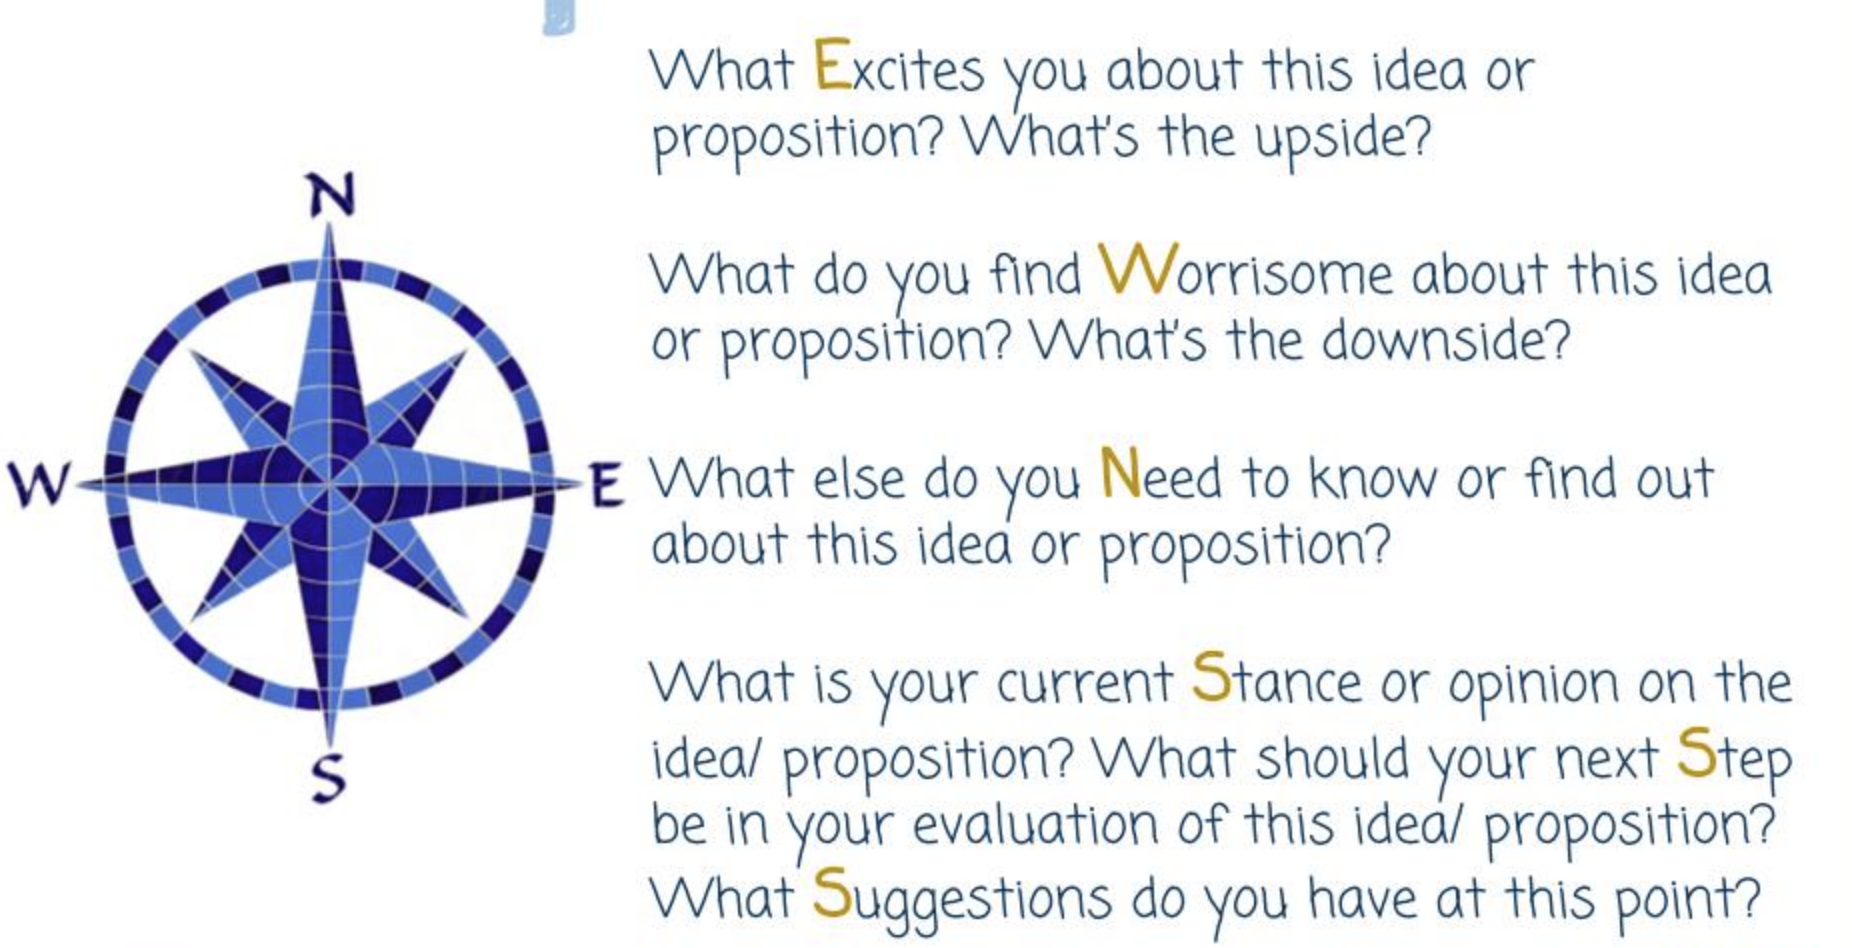 What Excites you about this idea or
proposition? What's the upside?
What do you find Worrisome about this idea
or proposition? What's the downside?
N
W
E
S
What else do you Need to know or find out
about this idea or proposition?
What is your current Stance or opinion on the
idea/ proposition? What should your next Step
be in your evaluation of this idea/ proposition?
What Suggestions do you have at this point?